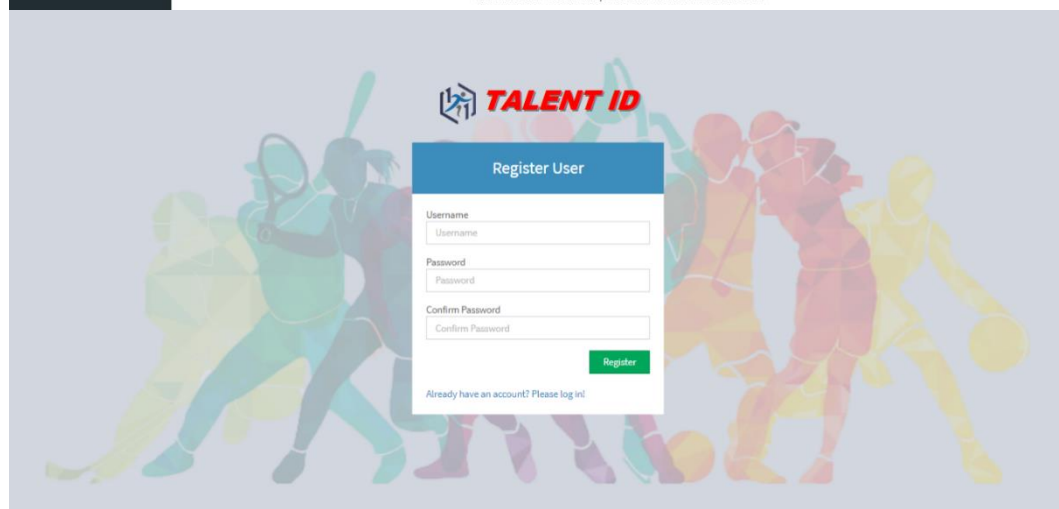 TALENT ID
Register User
Username
Username
Password
Password
Confirm Password
Confirm Password
Register
Already have an account? Please log in!